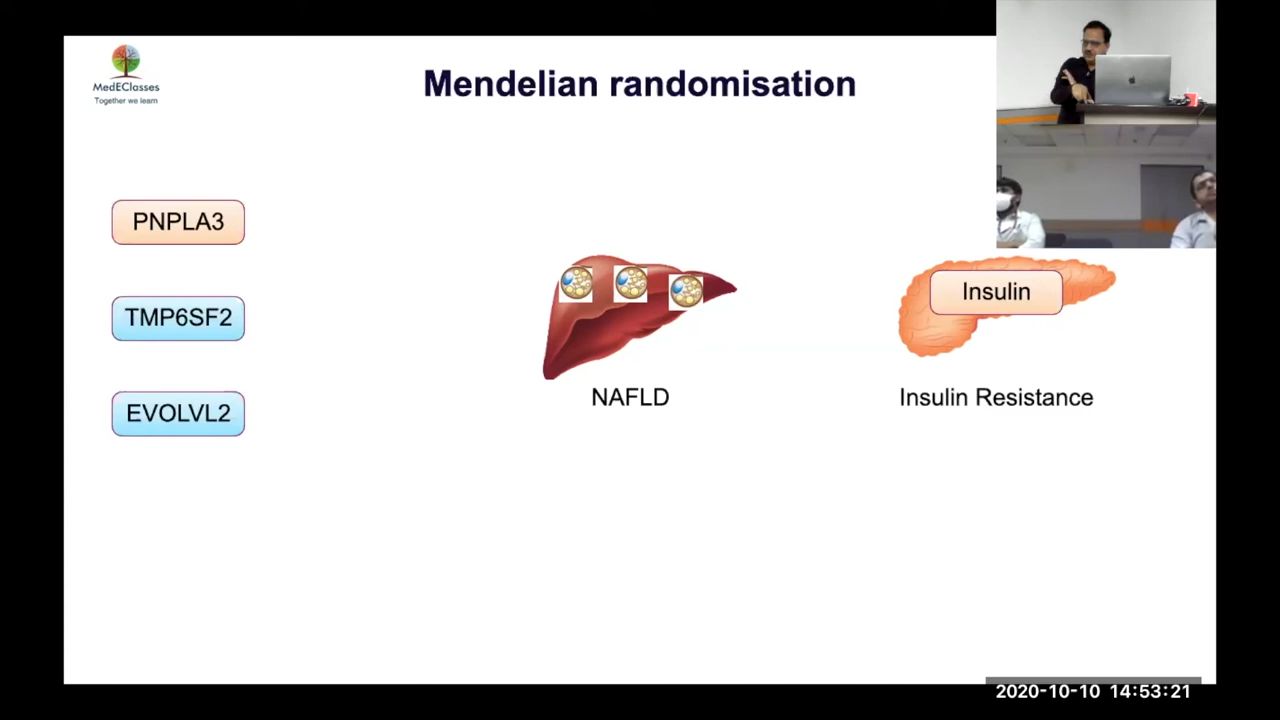 MedEClasses
Together we learn
Mendelian randomisation
PNPLA3
TMP6SF2
EVOLVL2
NAFLD
Insulin
Insulin Resistance
2020-10-10 14:53:21